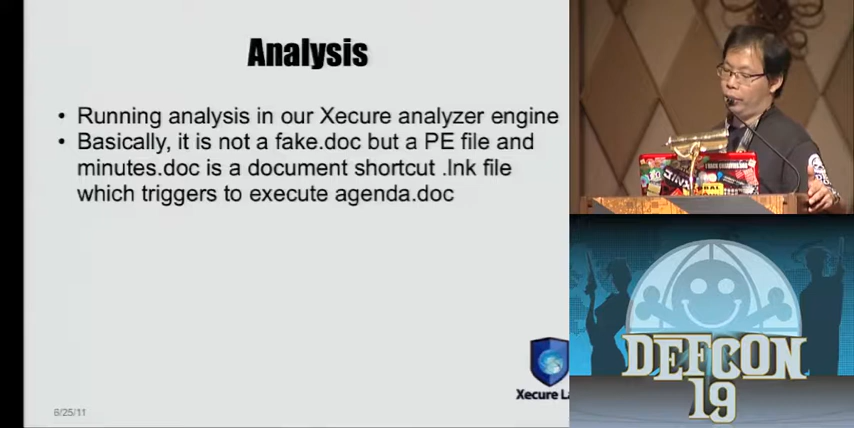 Analysis
• Running analysis in our Xecure analyzer engine
• Basically, it is not a fake.doc but a PE file and
minutes.doc is a document shortcut .lnk file
which triggers to execute agenda.doc
Xecure
6/25/11
DEFCON
19